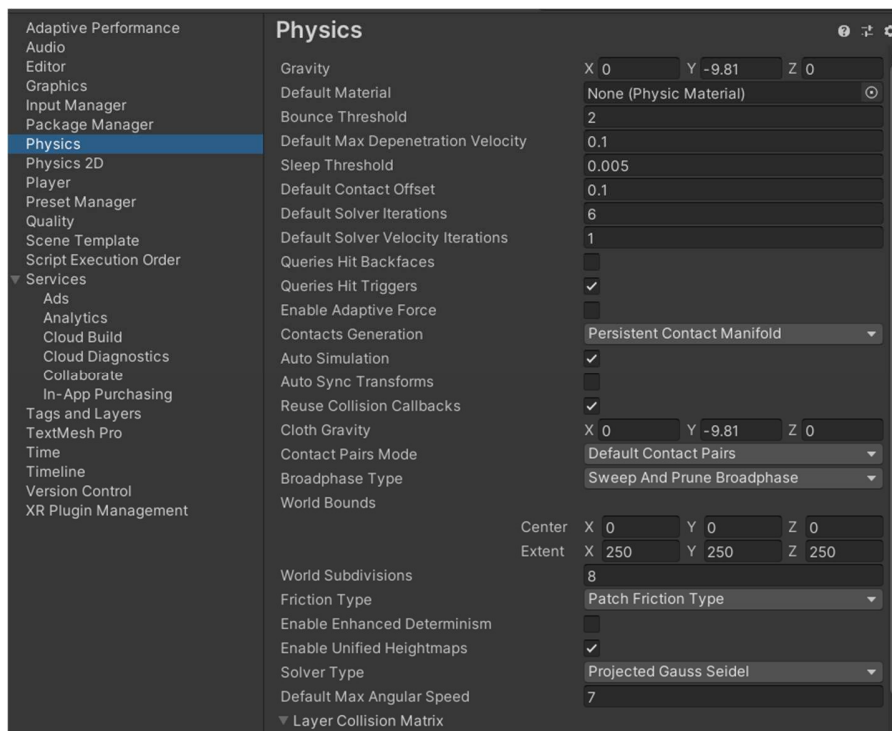 Adaptive Performance
Audio
Editor
Graphics
Input Manager
Package Manager
Physics
Physics 2D
Player
Preset Manager
Quality
Scene Template
Script Execution Order
Services
Ads
Analytics
Cloud Build
Cloud Diagnostics
Collaborate
In-App Purchasing
Tags and Layers
TextMesh Pro
Time
Timeline
Version Control
XR Plugin Management
Physics
Gravity X 0 Y -9.81 Z 0
Default Material None (Physic Material)
Bounce Threshold 2
Default Max Depenetration Velocity 0.1
Sleep Threshold 0.005
Default Contact Offset 0.1
Default Solver Iterations 6
Default Solver Velocity Iterations 1
Queries Hit Backfaces
Queries Hit Triggers
Enable Adaptive Force
Contacts Generation Persistent Contact Manifold
Auto Simulation
Auto Sync Transforms
Reuse Collision Callbacks
Cloth Gravity X 0 Y -9.81 Z 0
Contact Pairs Mode Default Contact Pairs
Broadphase Type Sweep And Prune Broadphase
World Bounds
Center X 0 Y 0 Z 0
Extent X 250 Y 250 Z 250
World Subdivisions 8
Friction Type Patch Friction Type
Enable Enhanced Determinism
Enable Unified Heightmaps
Solver Type Projected Gauss Seidel
Default Max Angular Speed 7
Layer Collision Matrix